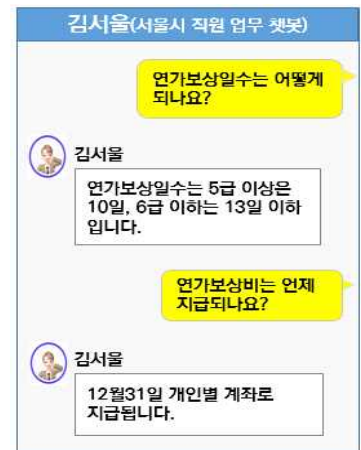 김서울(서울시 직원 업무 챗봇)
연가보상일수는 어떻게
되나요?
김서울
연가보상일수는 5급 이상은
10일, 6급 이하는 13일 이하
입니다.
연가보상비는 언제
지급되나요?
김서울
12월31일 개인별 계좌로
지급됩니다.